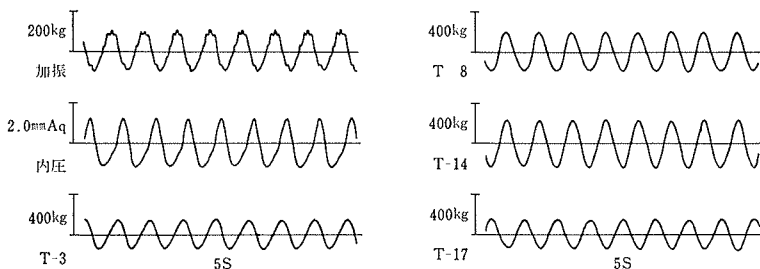 200kg
加振
2.0mmAq
内圧
400kg
T-3
5S
400kg
T 8
400kg
T-14
400kg
T-17
5S